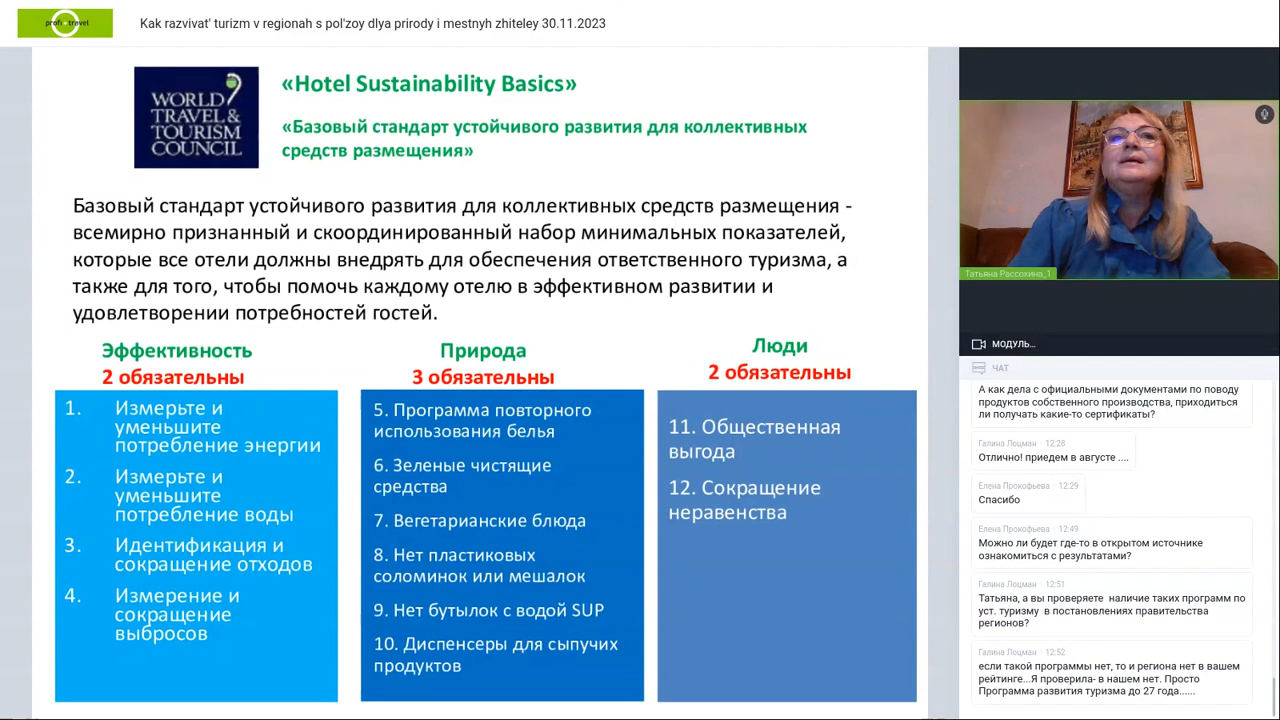 profi travel
Kak razvivat' turizm v regionah s pol'zoy dlya prirody i mestnyh zhiteley 30.11.2023
WORLD
TRAVEL &
TOURISM
COUNCIL
«Hotel Sustainability Basics»
«Базовый стандарт устойчивого развития для коллективных
средств размещения»
Базовый стандарт устойчивого развития для коллективных средств размещения -
всемирно признанный и скоординированный набор минимальных показателей,
которые все отели должны внедрять для обеспечения ответственного туризма, а
также для того, чтобы помочь каждому отелю в эффективном развитии и
удовлетворении потребностей гостей.
Эффективность
2 обязательны
1. Измерьте и
уменьшите
потребление энергии
2. Измерьте и
уменьшите
потребление воды
3. Идентификация и
сокращение отходов
4. Измерение и
сокращение
выбросов
Природа
3 обязательны
5. Программа повторного
использования белья
6. Зеленые чистящие
средства
7. Вегетарианские блюда
8. Нет пластиковых
соломинок или мешалок
9. Нет бутылок с водой SUP
10. Диспенсеры для сыпучих
продуктов
Люди
2 обязательны
11. Общественная
выгода
12. Сокращение
неравенства
Татьяна Рассохина_1
МОДУЛЬ...
ЧАТ
А как дела с официальными документами по поводу
продуктов собственного производства, приходиться
ли получать какие-то сертификаты?
Галина Лоцман 12:28
Отлично! приедем в августе ....
Елена Прокофьева 12:29
Спасибо
Елена Прокофьева 12:49
Можно ли будет где-то в открытом источнике
ознакомиться с результатами?
Галина Лоцман 12:51
Татьяна, а вы проверяете наличие таких программ по
уст. туризму в постановлениях правительства
регионов?
Галина Лоцман 12:52
если такой программы нет, то и региона нет в вашем
рейтинге...Я проверила- в нашем нет. Просто
Программа развития туризма до 27 года......